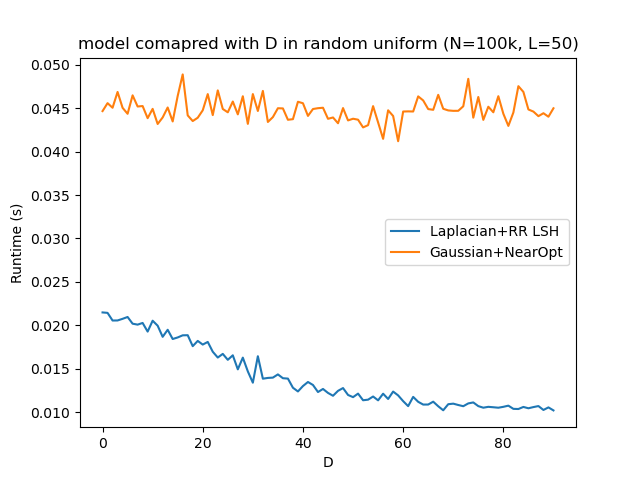 model comapred with D in random uniform (N=100k, L=50)
0.050
0.045
0.040
0.035
0.030
0.025
0.020
0.015
0.010
Runtime (s)
Laplacian+RR LSH
Gaussian+NearOpt
0 20 40 60 80
D